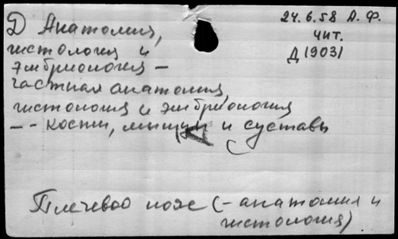 Д Анатомия,
гистология и
эмбриология –
частная анатомия,
гистология и эмбриология
– – кости, мышцы и суставы
24.6.58 А. Ф.
чит.
Д 19031
Плечевой пояс (– анатомия и
гистология)